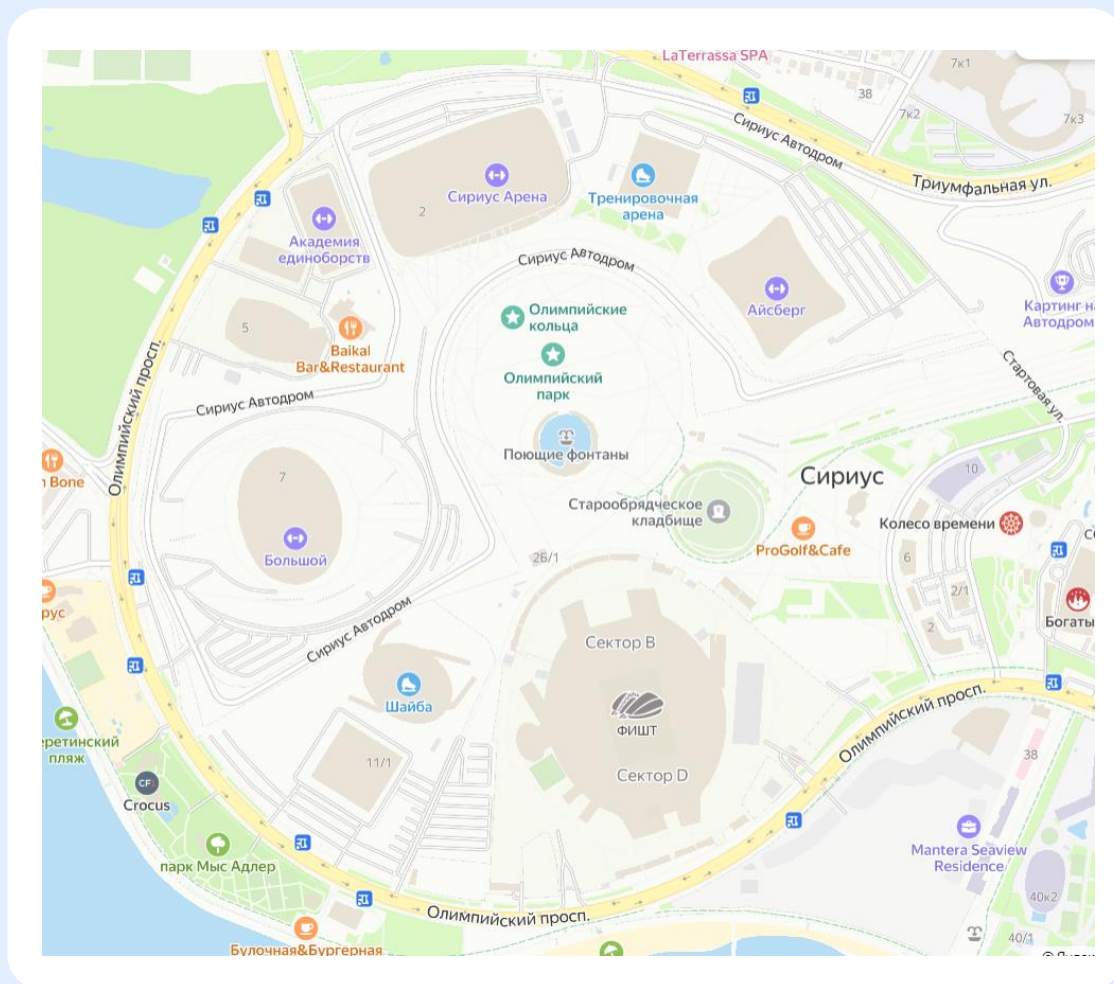 LaTerrassa SPA
7к1
38
7к2
7к3
Сириус Автодром
Триумфальная ул.
Сириус Арена
2
Тренировочная
арена
Академия
единоборств
Сириус Автодром
Айсберг
Картинг н
Автодром
Олимпийские
кольца
5
Baikal
Bar&Restaurant
Олимпийский
парк
Стартовая ул.
Олимпийский просп.
Сириус Автодром
Поющие фонтаны
n Bone
7
Сириус
10
Старообрядческое
кладбище
Колесо времени
ProGolf&Cafe
Большой
2Б/1
6
2/1
рус
Богаты
2
Сириус Автодром
Сектор B
Шайба
ФИШТ
Олимпийский просп.
еретинский
пляж
11/1
Сектор D
38
CF
Crocus
парк Мыс Адлер
Mantera Seaview
Residence
40к2
Олимпийский просп.
Булочная&Бургерная
40/1